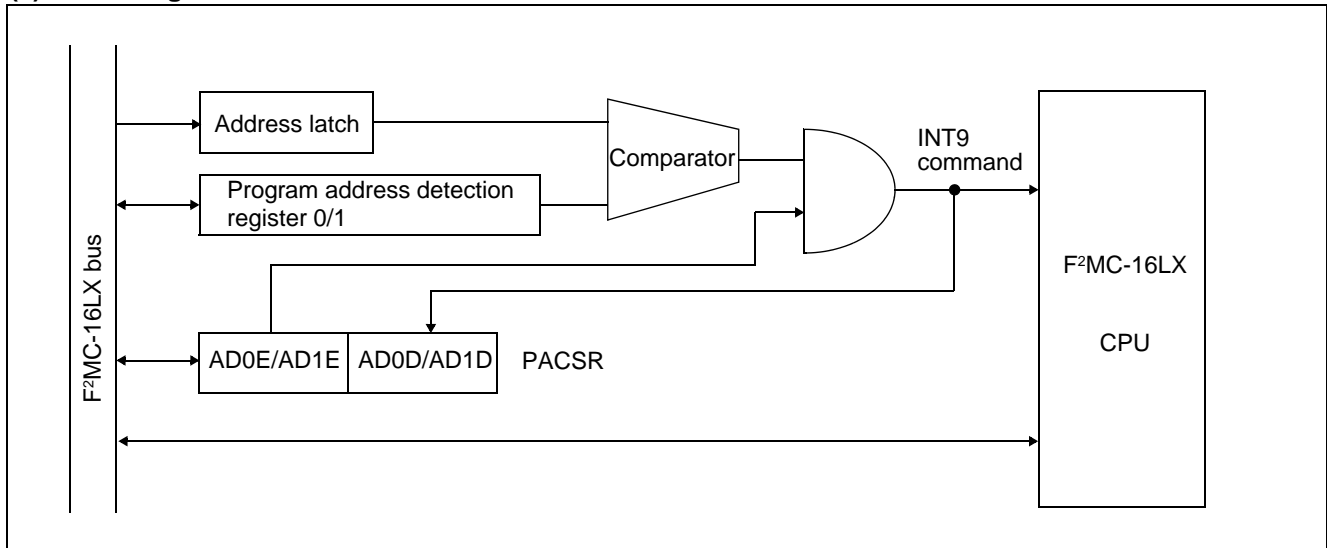 Address latch
Comparator
INT9
command
Program address detection
register 0/1
F²MC-16LX bus
F²MC-16LX
CPU
AD0E/AD1E AD0D/AD1D PACSR